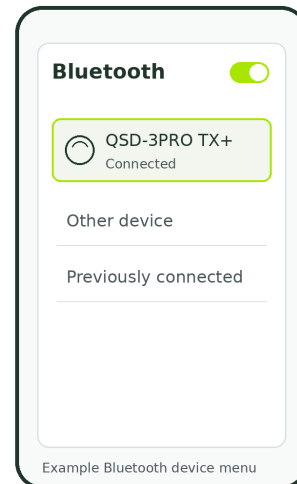 Bluetooth
QSD-3PRO TX+
Connected
Other device
Previously connected
Example Bluetooth device menu